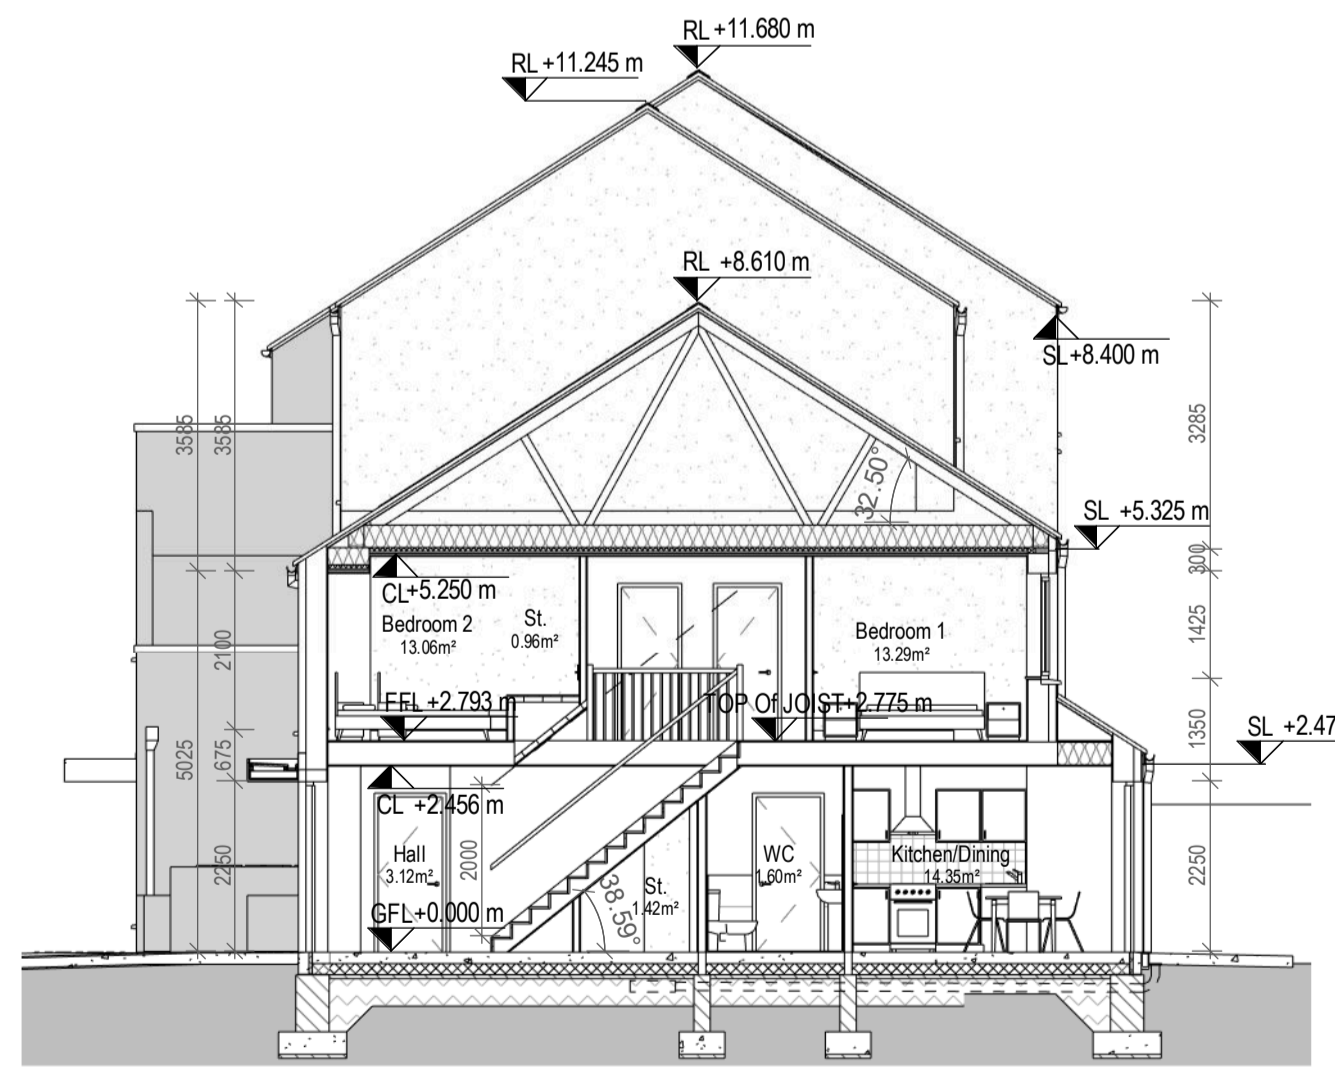 RL +11.680 m
RL +11.245 m
RL +8.610 m
SL+8.400 m
3585
3585
3285
32.50°
SL +5.325 m
300
CL+5.250 m
Bedroom 2
13.06m²
St.
0.96m²
Bedroom 1
13.29m²
1425
2100
FFL +2.793 m
TOP Of JOIST+2.775 m
1350
SL +2.47
5025
675
CL +2.456 m
Hall
3.12m²
2000
WC
1.60m²
Kitchen/Dining
14.35m²
2250
2250
St.
1.42m²
38.59°
GFL+0.000 m